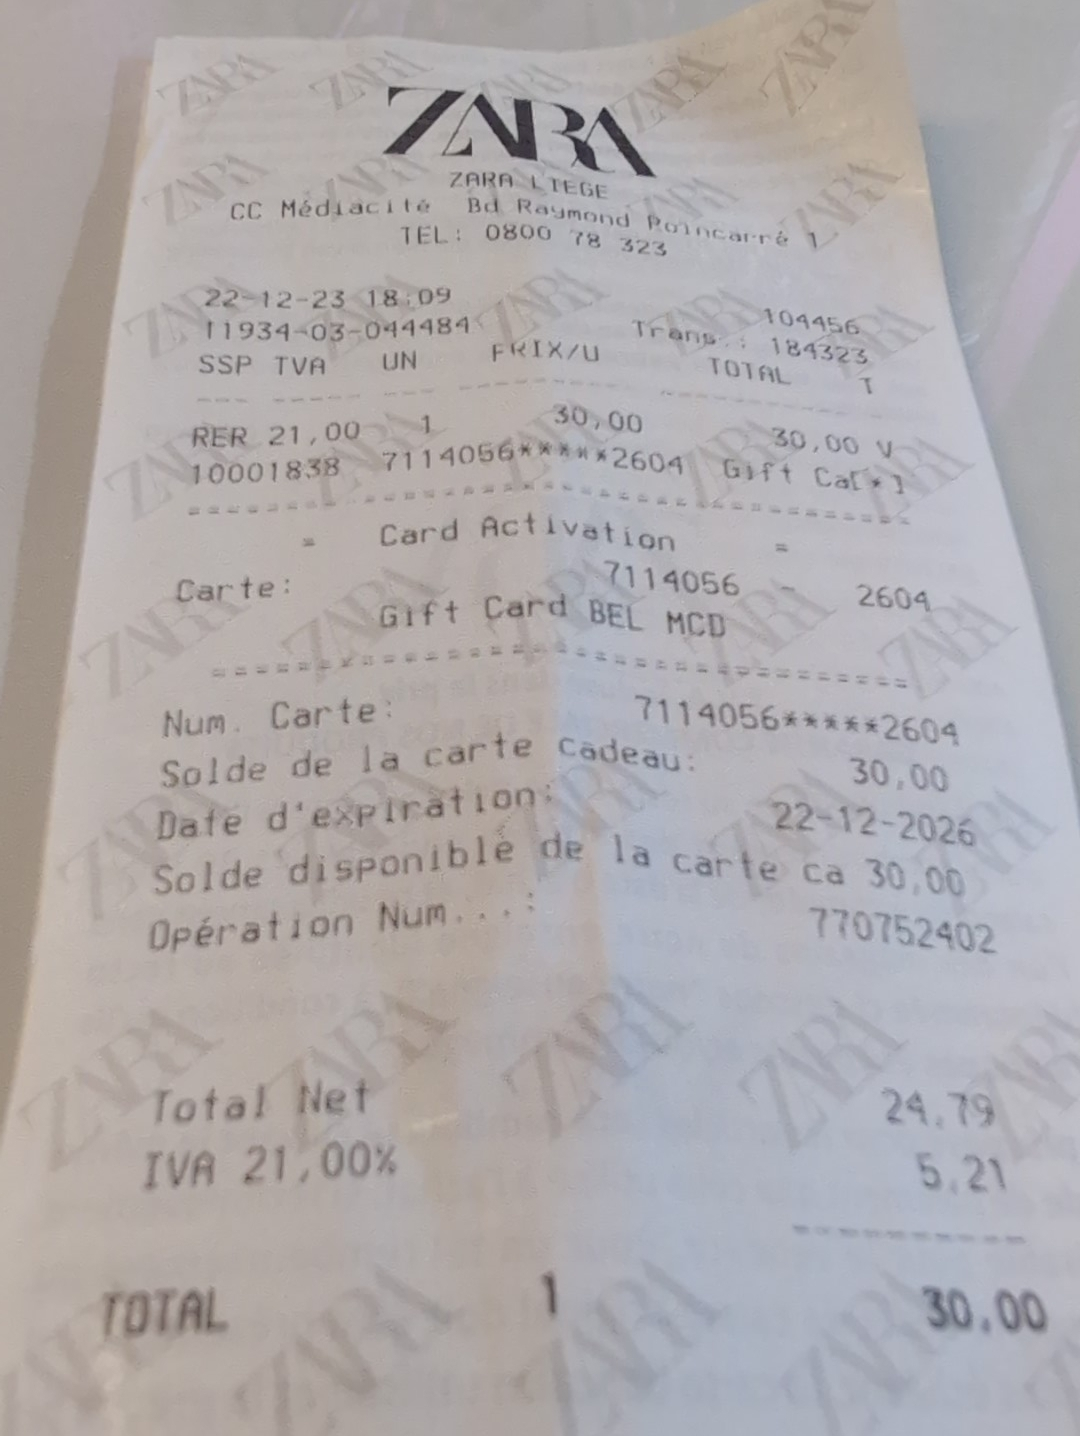 ZARA
ZARA LIEGE
CC Médiacité Bd Raymond Poincarré 1
TEL: 0800 78 323
22-12-23 18:09 104456
11934-03-044484 Trans.: 184323
SSP TVA UN PRIX/U TOTAL T
RER 21,00 1 30,00 30,00 V
10001838 7114056*****2604 Gift Ca[*]
= Card Activation =
Carte: 7114056 - 2604
Gift Card BEL MCD
Num. Carte: 7114056*****2604
Solde de la carte cadeau: 30,00
Date d'expiration: 22-12-2026
Solde disponible de la carte ca 30,00
Opération Num...: 770752402
Total Net 24,79
IVA 21,00% 5,21
TOTAL 1 30,00